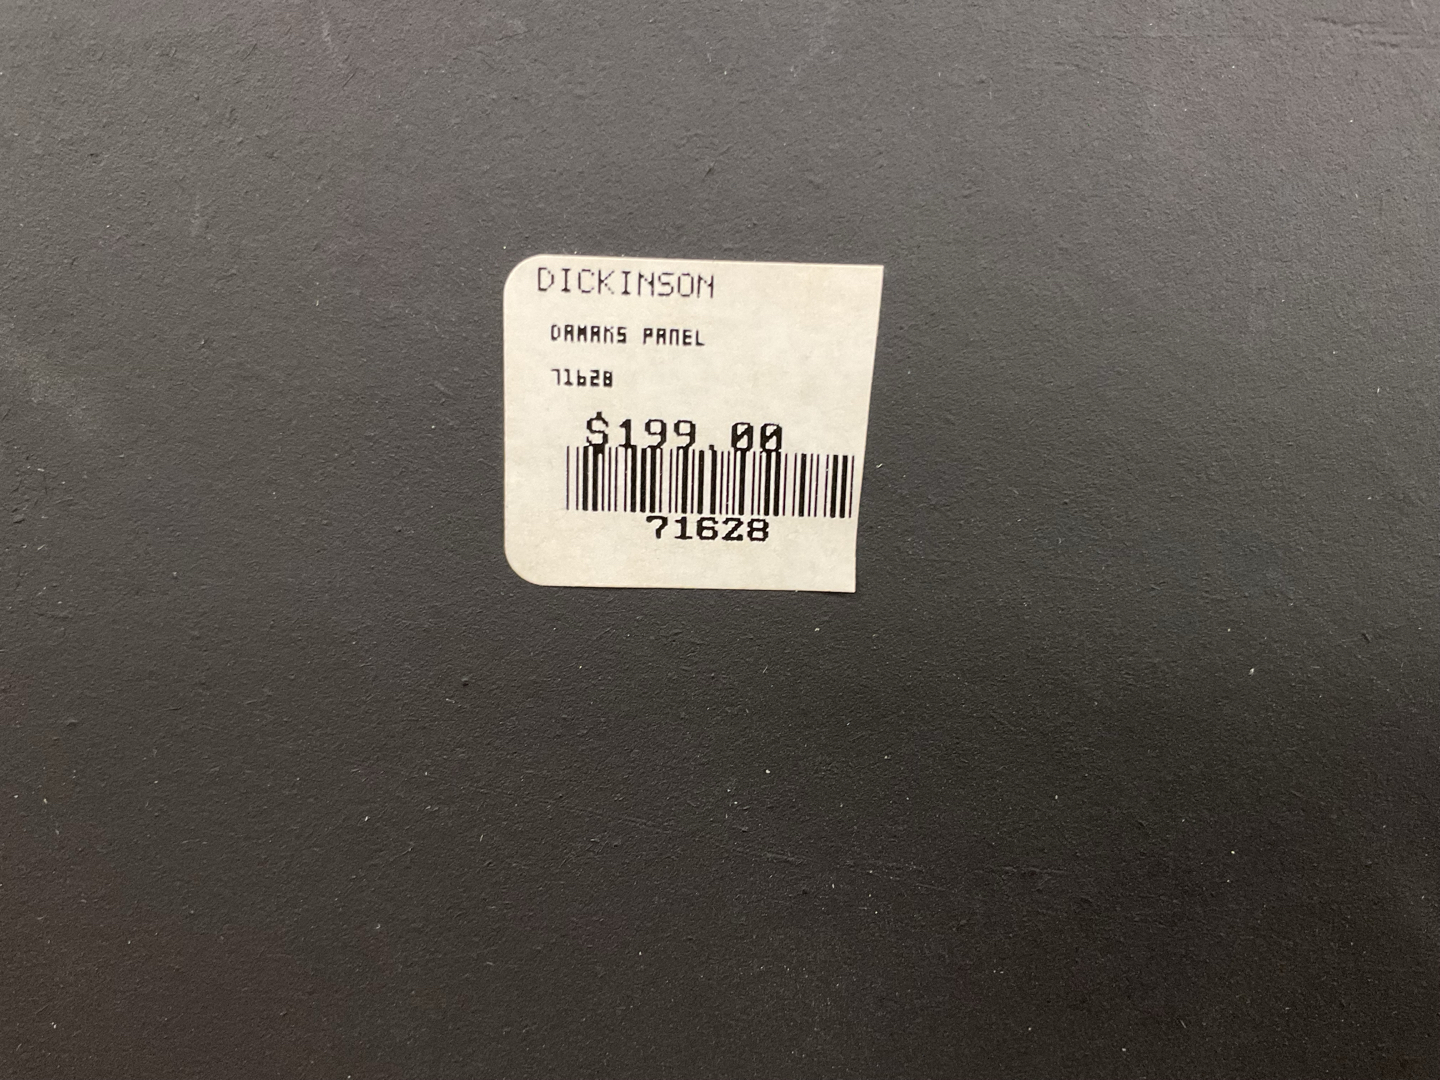 DICKINSON
DAMAKS PANEL
71628
$199.00
71628